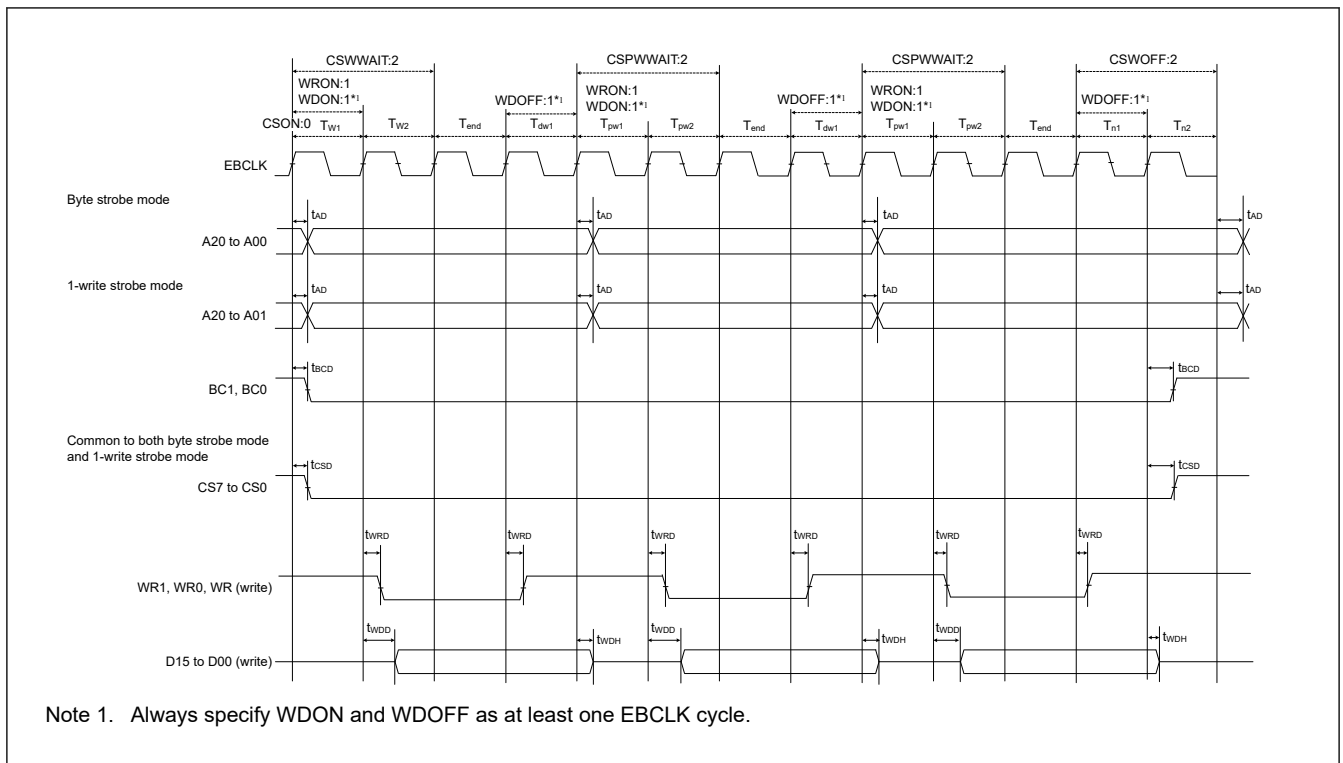 CSWWAIT:2 CSPWWAIT:2 CSPWWAIT:2 CSWOFF:2
WRON:1 WRON:1 WRON:1
WDON:1*1 WDOFF:1*1 WDON:1*1 WDOFF:1*1 WDON:1*1 WDOFF:1*1
CSON:0 TW1 TW2 Tend Tdw1 Tpw1 Tpw2 Tend Tdw1 Tpw1 Tpw2 Tend Tn1 Tn2
EBCLK
Byte strobe mode
tAD tAD tAD tAD
A20 to A00
1-write strobe mode
tAD tAD tAD tAD
A20 to A01
tBCD tBCD
BC1, BC0
Common to both byte strobe mode
and 1-write strobe mode
tCSD tCSD
CS7 to CS0
tWRD tWRD tWRD tWRD tWRD tWRD
WR1, WR0, WR (write)
tWDD tWDH tWDD tWDH tWDD tWDH
D15 to D00 (write)
Note 1. Always specify WDON and WDOFF as at least one EBCLK cycle.